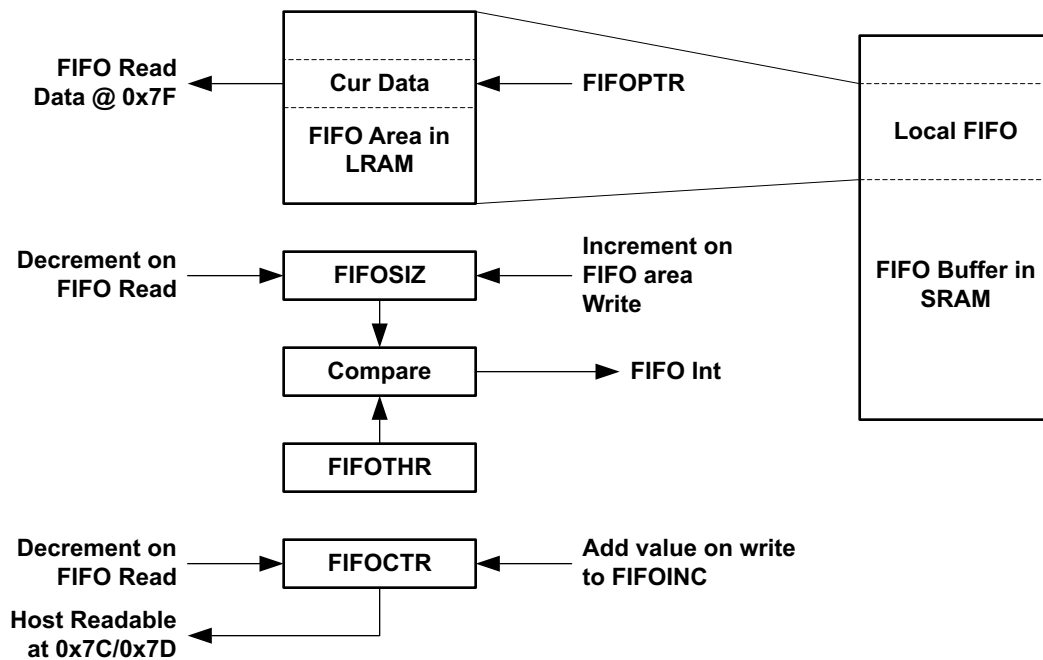 FIFO Read
Data @ 0x7F
Cur Data
FIFOPTR
FIFO Area in
LRAM
Local FIFO
FIFO Buffer in
SRAM
Decrement on
FIFO Read
FIFOSIZ
Increment on
FIFO area
Write
Compare
FIFO Int
FIFOTHR
Decrement on
FIFO Read
FIFOCTR
Add value on write
to FIFOINC
Host Readable
at 0x7C/0x7D